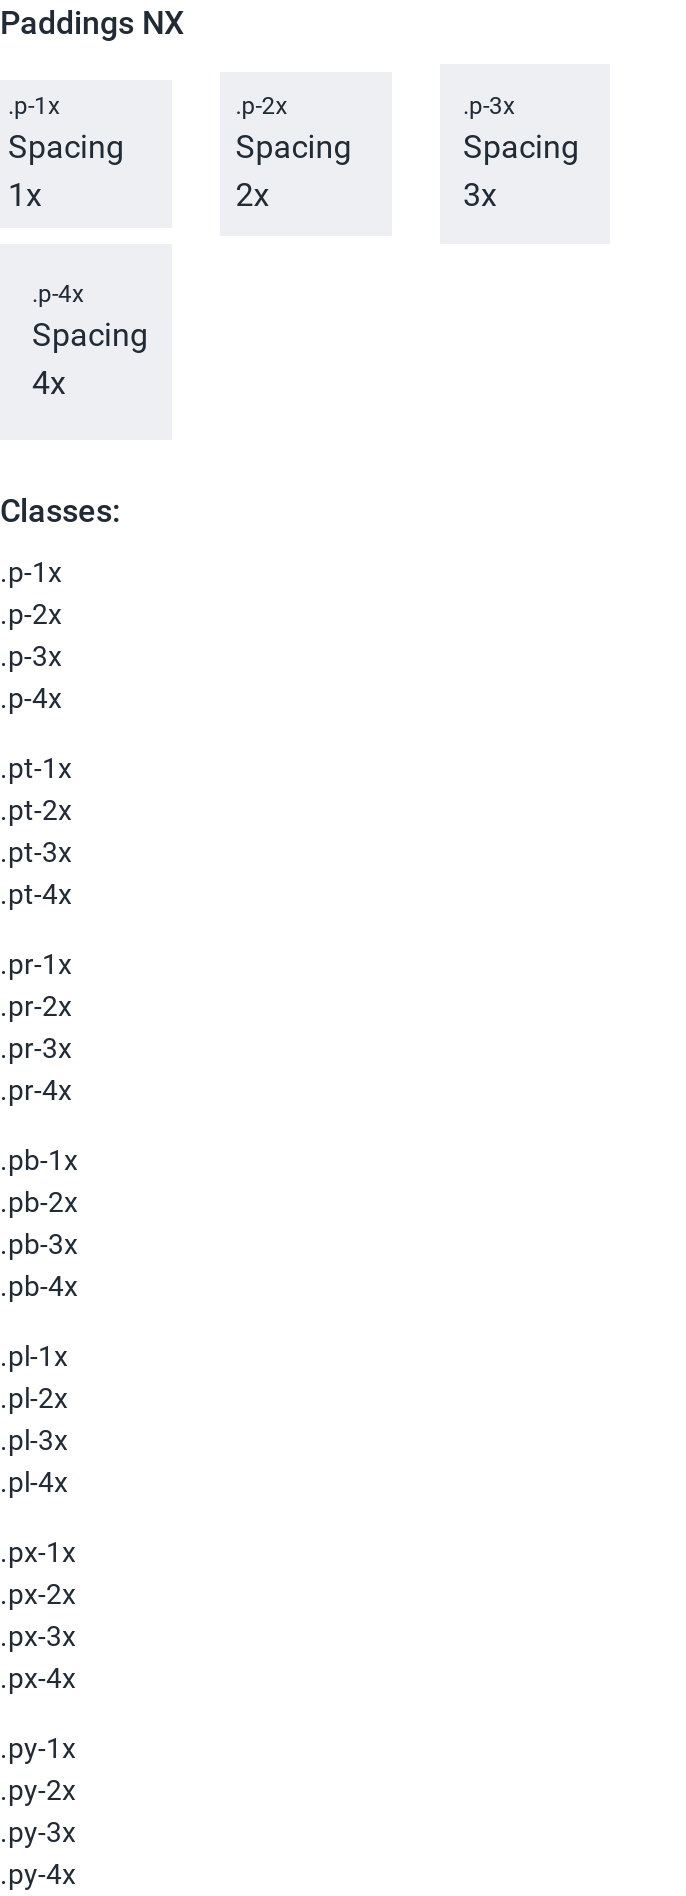 Paddings NX
.p-1x
Spacing
1x
.p-2x
Spacing
2x
.p-3x
Spacing
3x
.p-4x
Spacing
4x
Classes:
.p-1x
.p-2x
.p-3x
.p-4x
.pt-1x
.pt-2x
.pt-3x
.pt-4x
.pr-1x
.pr-2x
.pr-3x
.pr-4x
.pb-1x
.pb-2x
.pb-3x
.pb-4x
.pl-1x
.pl-2x
.pl-3x
.pl-4x
.px-1x
.px-2x
.px-3x
.px-4x
.py-1x
.py-2x
.py-3x
.py-4x